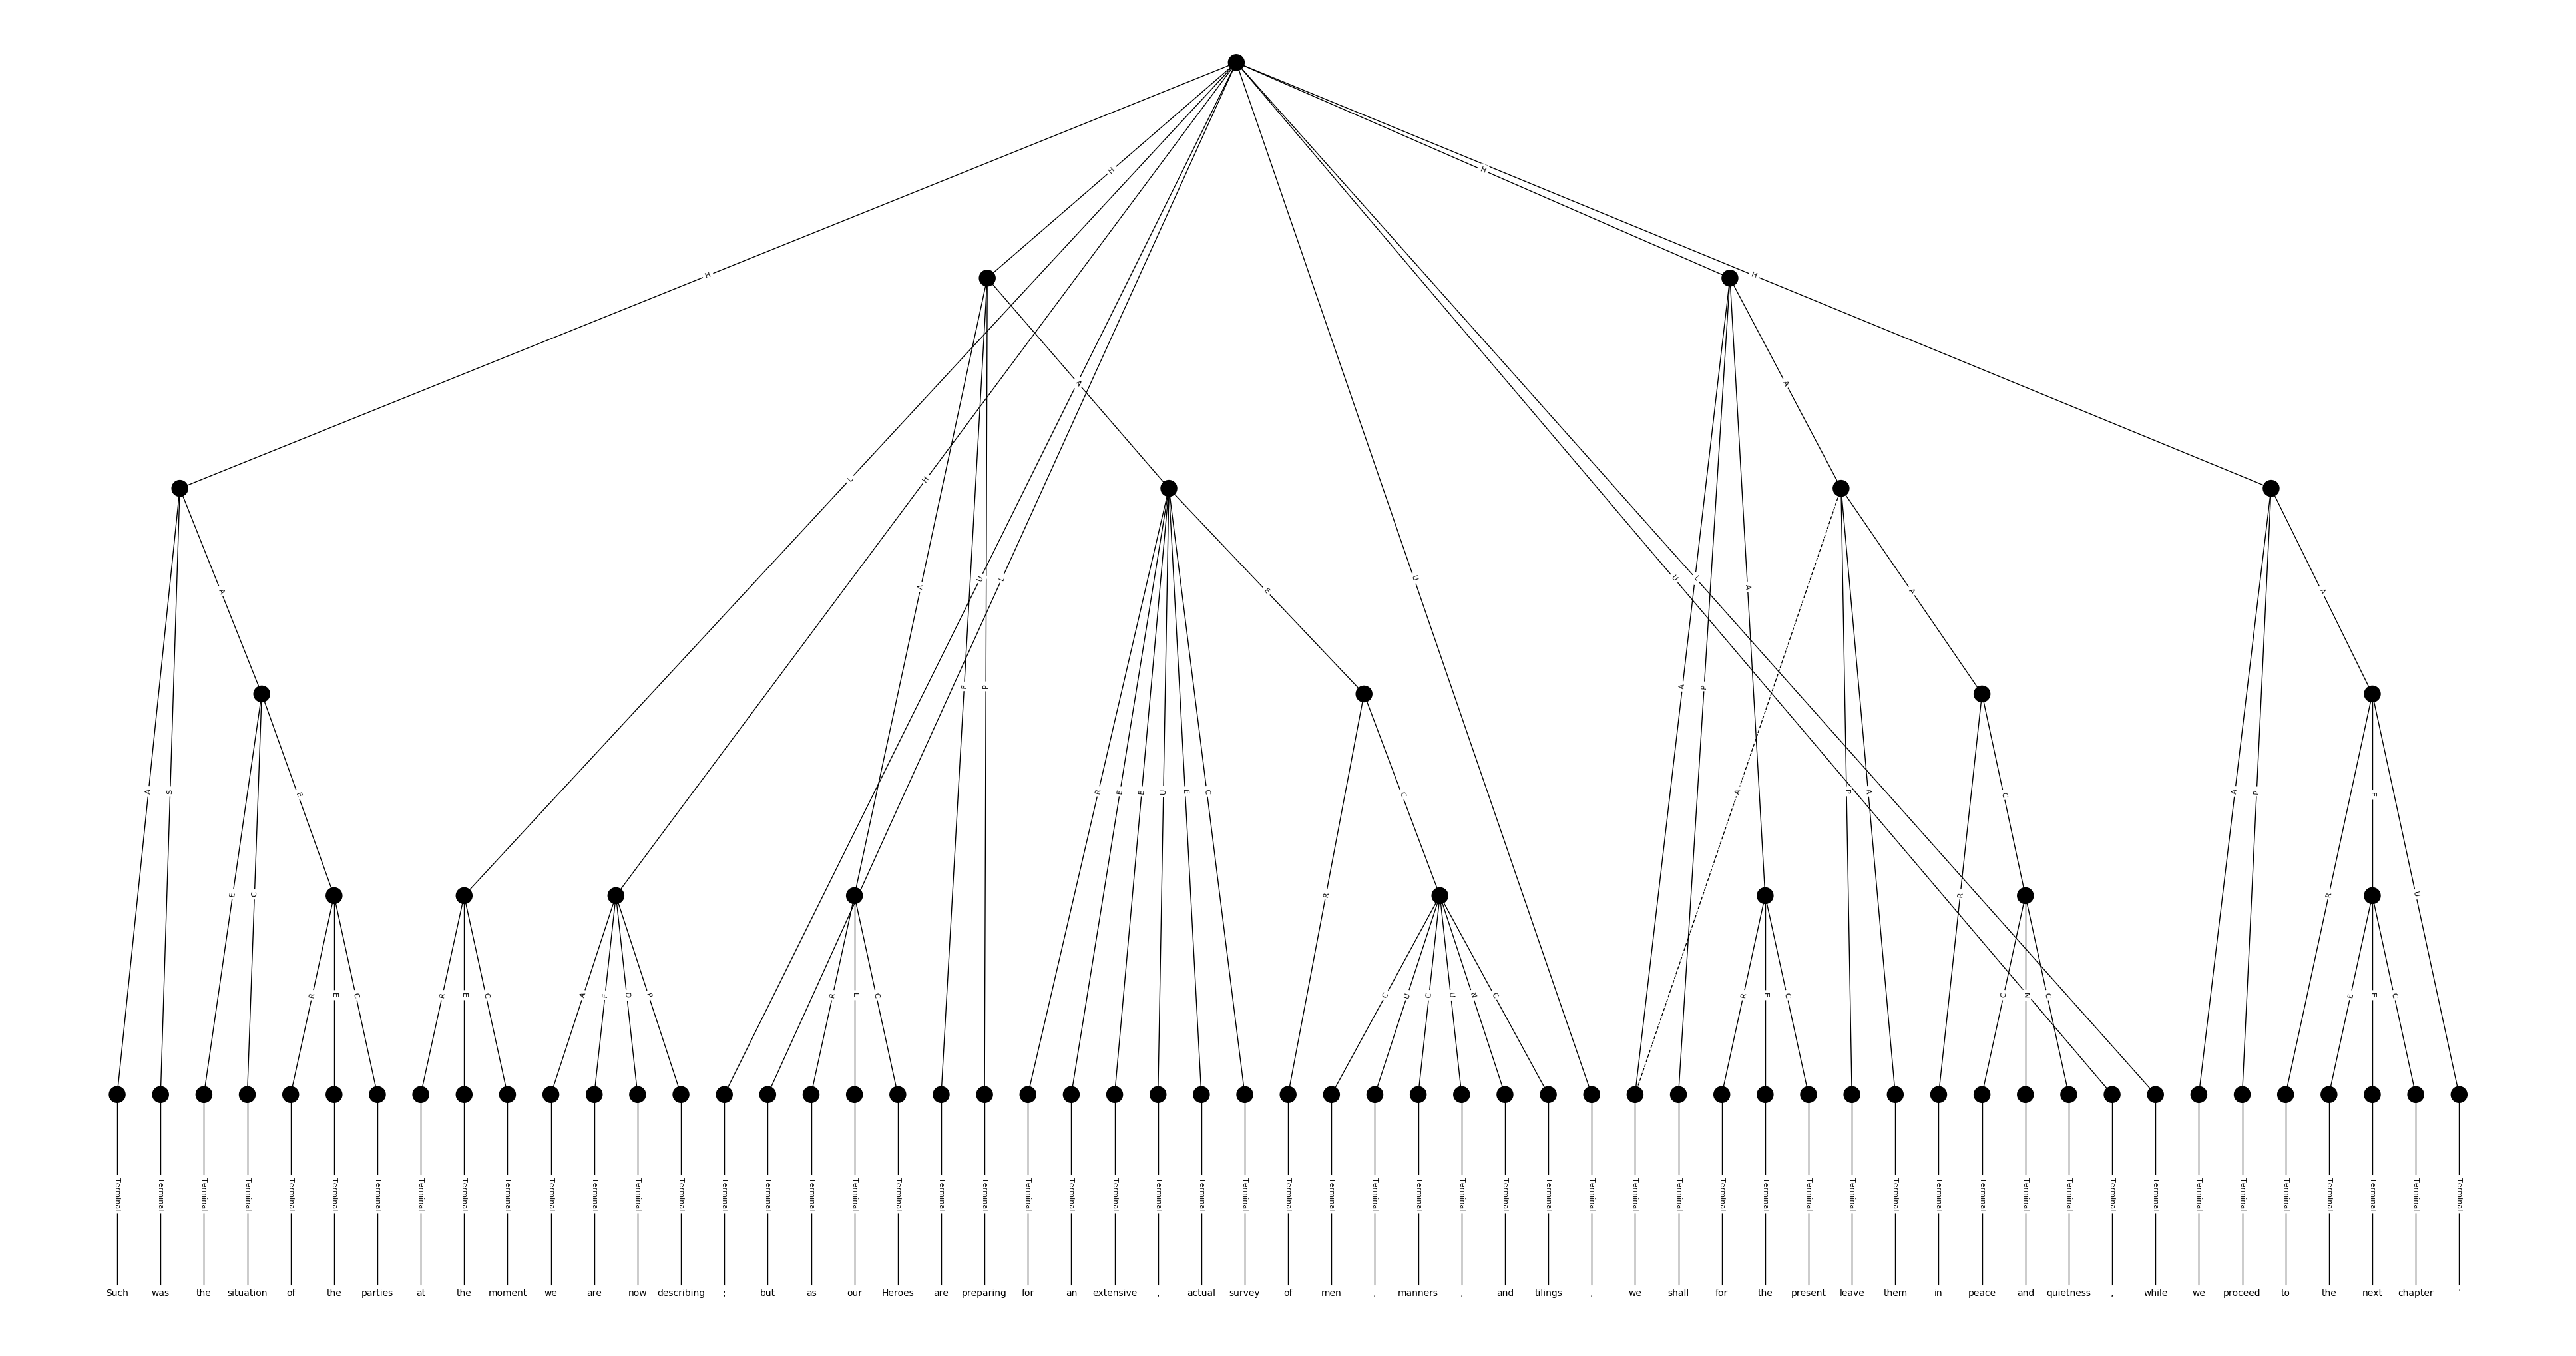 H
H H
H
A
L H
A S A U L A F P R E E U E C E U A P A A U L A P A
E C E R C A P A A R C R E U
R E C R E C A F D P R E C C U C U N C R E C C N C E E C
Terminal Terminal Terminal Terminal Terminal Terminal Terminal Terminal Terminal Terminal Terminal Terminal Terminal Terminal Terminal Terminal Terminal Terminal Terminal Terminal Terminal Terminal Terminal Terminal Terminal Terminal Terminal Terminal Terminal Terminal Terminal Terminal Terminal Terminal Terminal Terminal Terminal Terminal Terminal Terminal Terminal Terminal Terminal Terminal Terminal Terminal Terminal Terminal Terminal Terminal Terminal Terminal Terminal Terminal Terminal
Such was the situation of the parties at the moment we are now describing ; but as our Heroes are preparing for an extensive , actual survey of men , manners , and tilings , we shall for the present leave them in peace and quietness , while we proceed to the next chapter .